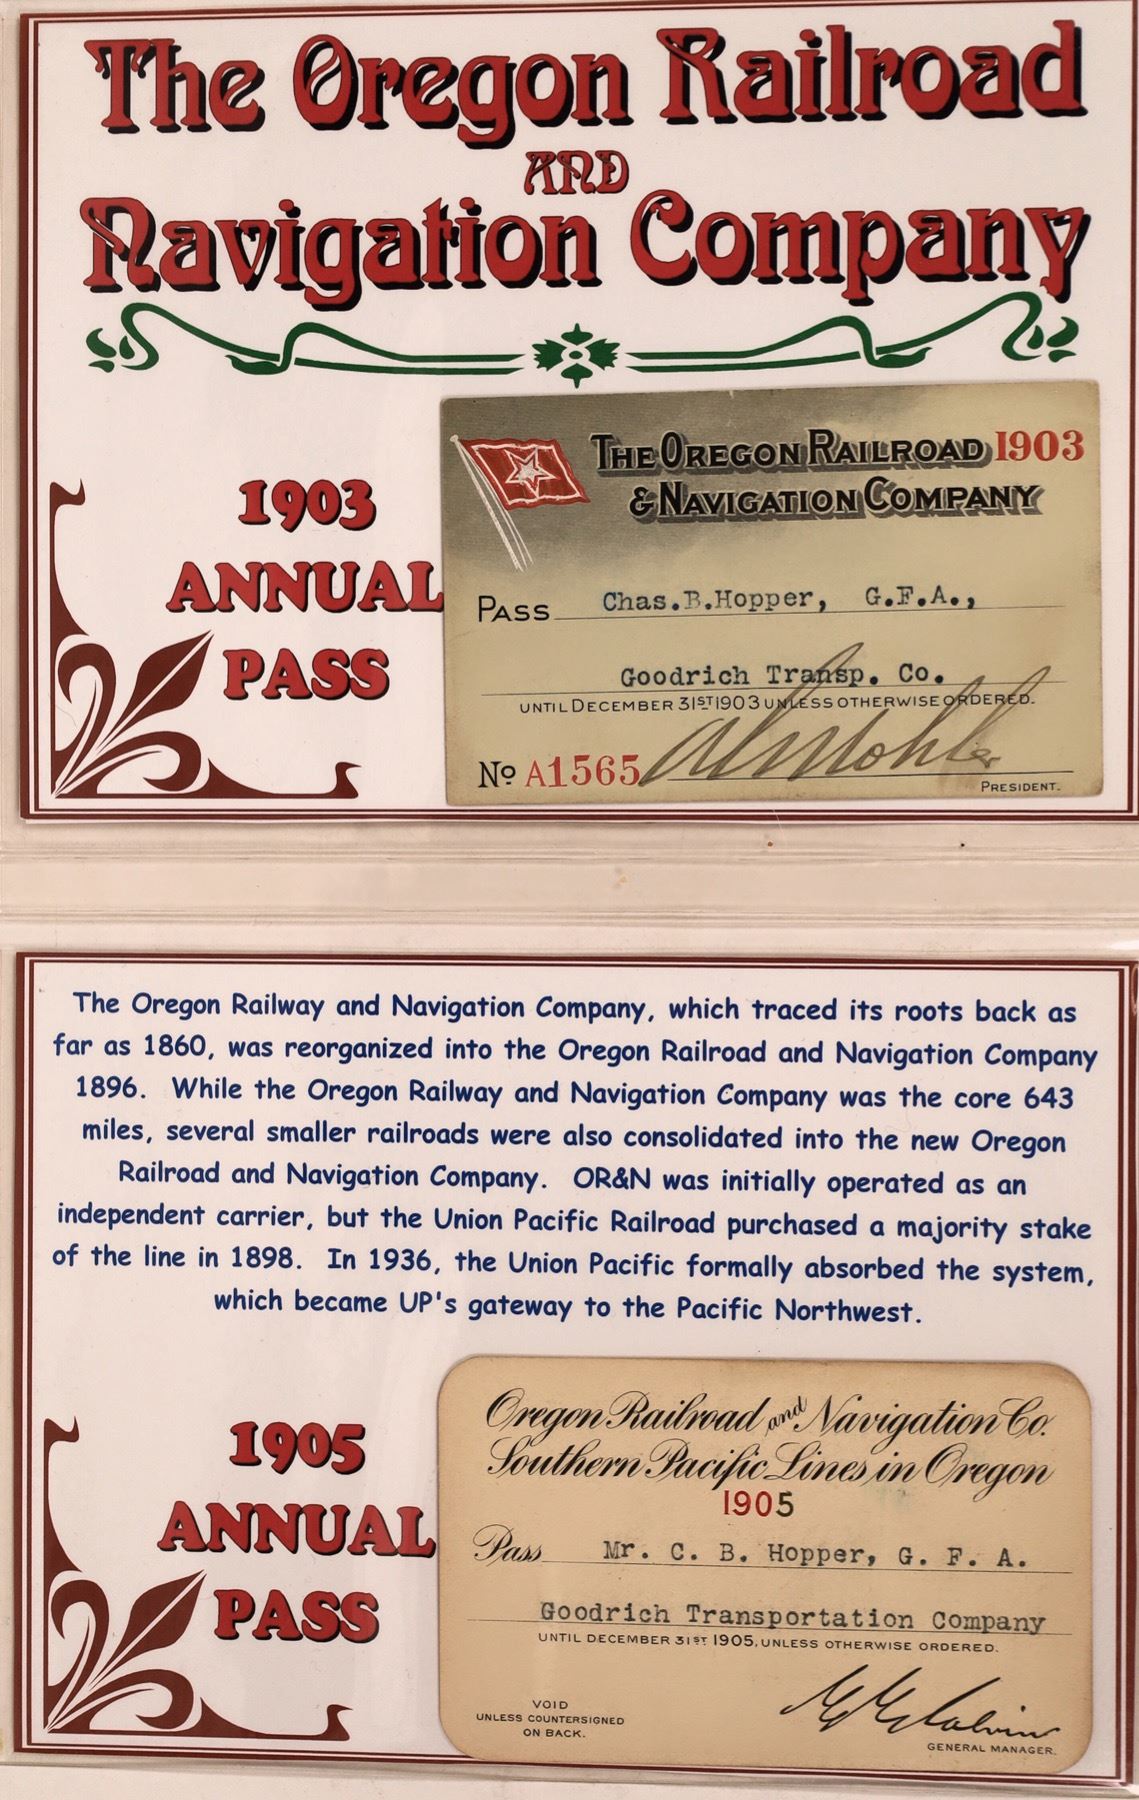 The Oregon Railroad
AND
Navigation Company
1903
ANNUAL
PASS
THE OREGON RAILROAD 1903
& NAVIGATION COMPANY
PASS Chas.B.Hopper, G.F.A.,
Goodrich Transp. Co.
UNTIL DECEMBER 31ST 1903 UNLESS OTHERWISE ORDERED.
No A1565 A L Mohler
PRESIDENT.
The Oregon Railway and Navigation Company, which traced its roots back as
far as 1860, was reorganized into the Oregon Railroad and Navigation Company
1896. While the Oregon Railway and Navigation Company was the core 643
miles, several smaller railroads were also consolidated into the new Oregon
Railroad and Navigation Company. OR&N was initially operated as an
independent carrier, but the Union Pacific Railroad purchased a majority stake
of the line in 1898. In 1936, the Union Pacific formally absorbed the system,
which became UP's gateway to the Pacific Northwest.
1905
ANNUAL
PASS
Oregon Railroad and Navigation Co.
Southern Pacific Lines in Oregon
1905
Pass Mr. C. B. Hopper, G. F. A.
Goodrich Transportation Company
UNTIL DECEMBER 31ST 1905, UNLESS OTHERWISE ORDERED.
VOID
UNLESS COUNTERSIGNED
ON BACK.
Calvin
GENERAL MANAGER.